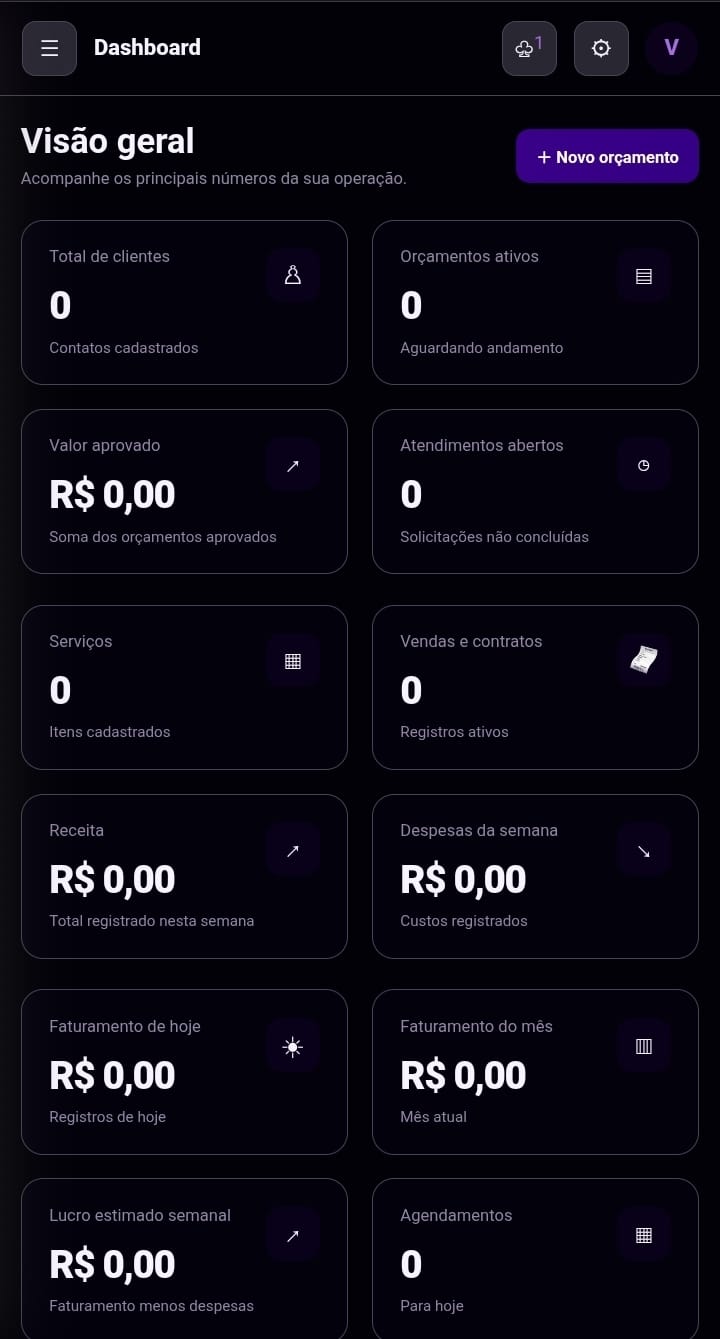 ☰ Dashboard ♧1 ⚙ V
Visão geral
Acompanhe os principais números da sua operação.
+ Novo orçamento
Total de clientes
0
Contatos cadastrados
Orçamentos ativos
0
Aguardando andamento
Valor aprovado
R$ 0,00
Soma dos orçamentos aprovados
Atendimentos abertos
0
Solicitações não concluídas
Serviços
0
Itens cadastrados
Vendas e contratos
0
Registros ativos
Receita
R$ 0,00
Total registrado nesta semana
Despesas da semana
R$ 0,00
Custos registrados
Faturamento de hoje
R$ 0,00
Registros de hoje
Faturamento do mês
R$ 0,00
Mês atual
Lucro estimado semanal
R$ 0,00
Faturamento menos despesas
Agendamentos
0
Para hoje